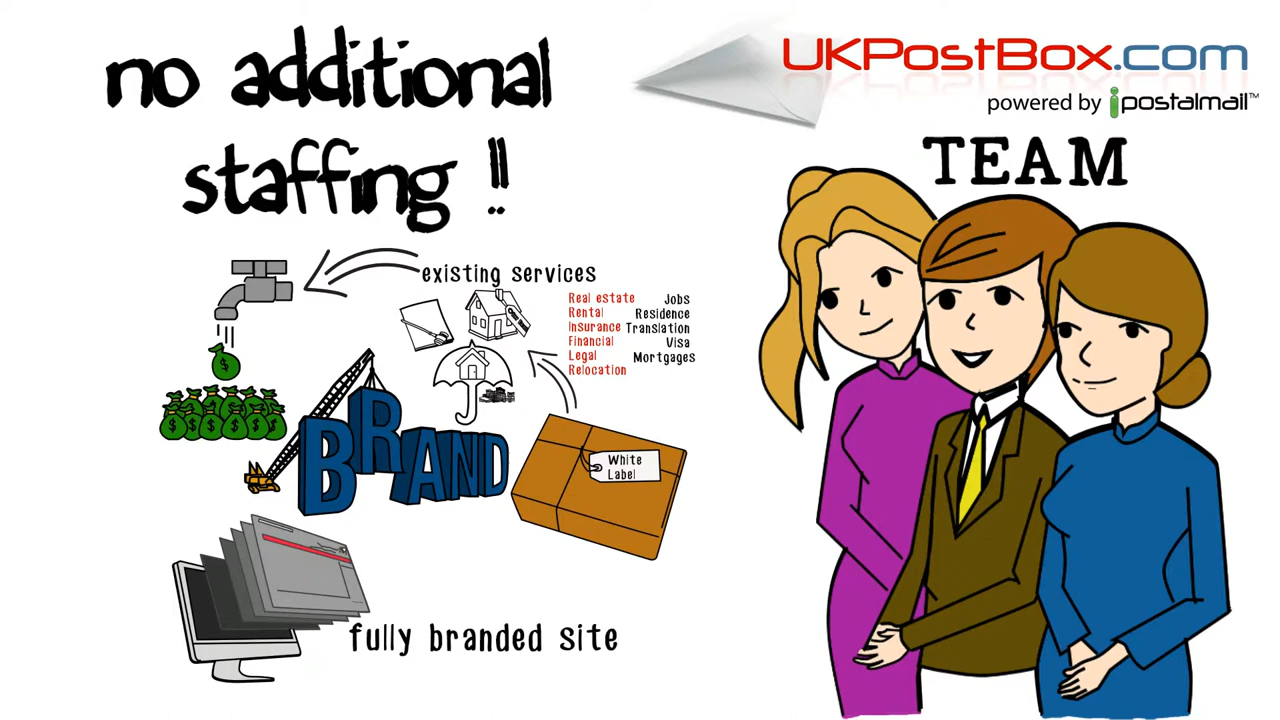 no additional
staffing !!
UKPostBox.com
powered by ipostalmail™
TEAM
existing services
Real estate
Rental
Insurance
Financial
Legal
Relocation
Jobs
Residence
Translation
Visa
Mortgages
BRAND
White
Label
fully branded site